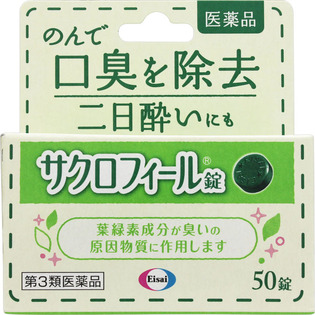 医薬品
のんで
口臭を除去
二日酔いにも
サクロフィール®錠
葉緑素成分が臭いの
原因物質に作用します
第3類医薬品
Eisai
50錠